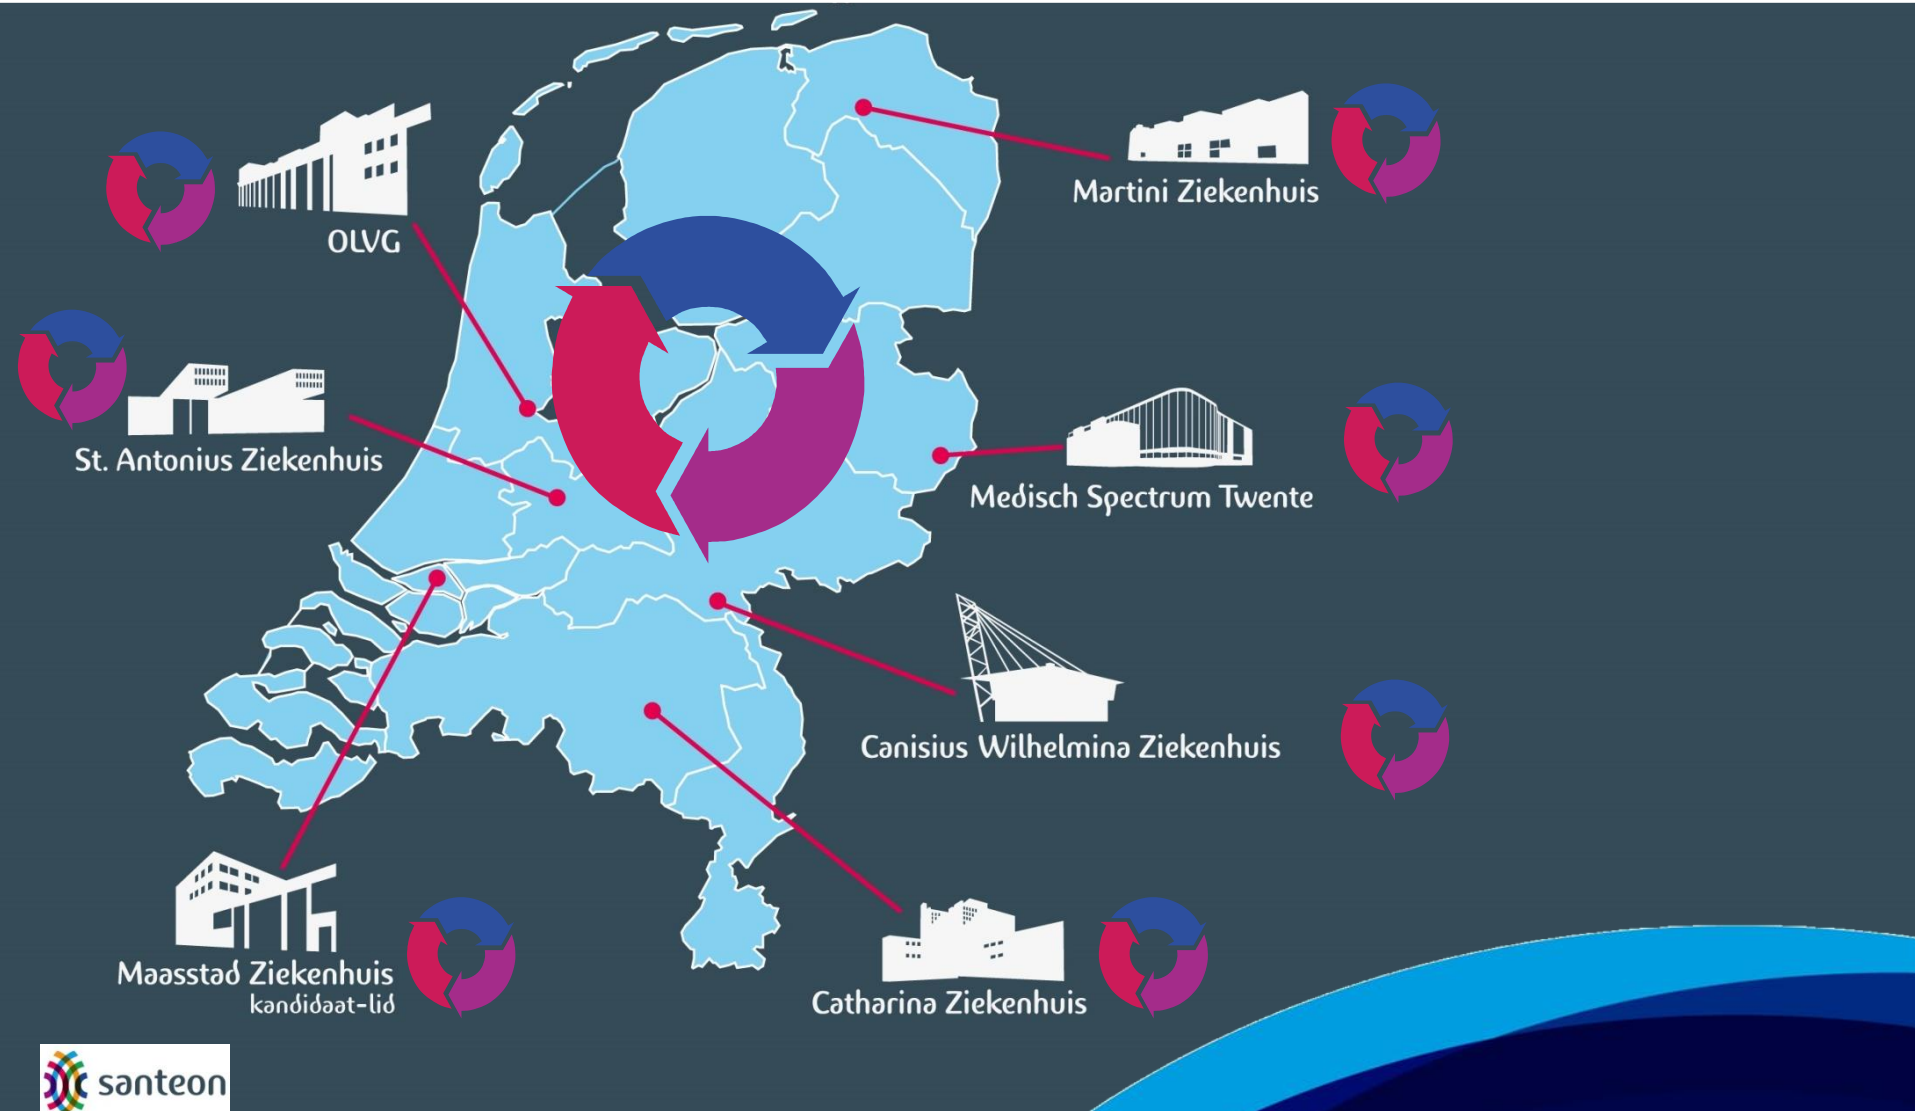 Martini Ziekenhuis
OLVG
St. Antonius Ziekenhuis
Medisch Spectrum Twente
Canisius Wilhelmina Ziekenhuis
Maasstad Ziekenhuis
kandidaat-lid
Catharina Ziekenhuis
santeon